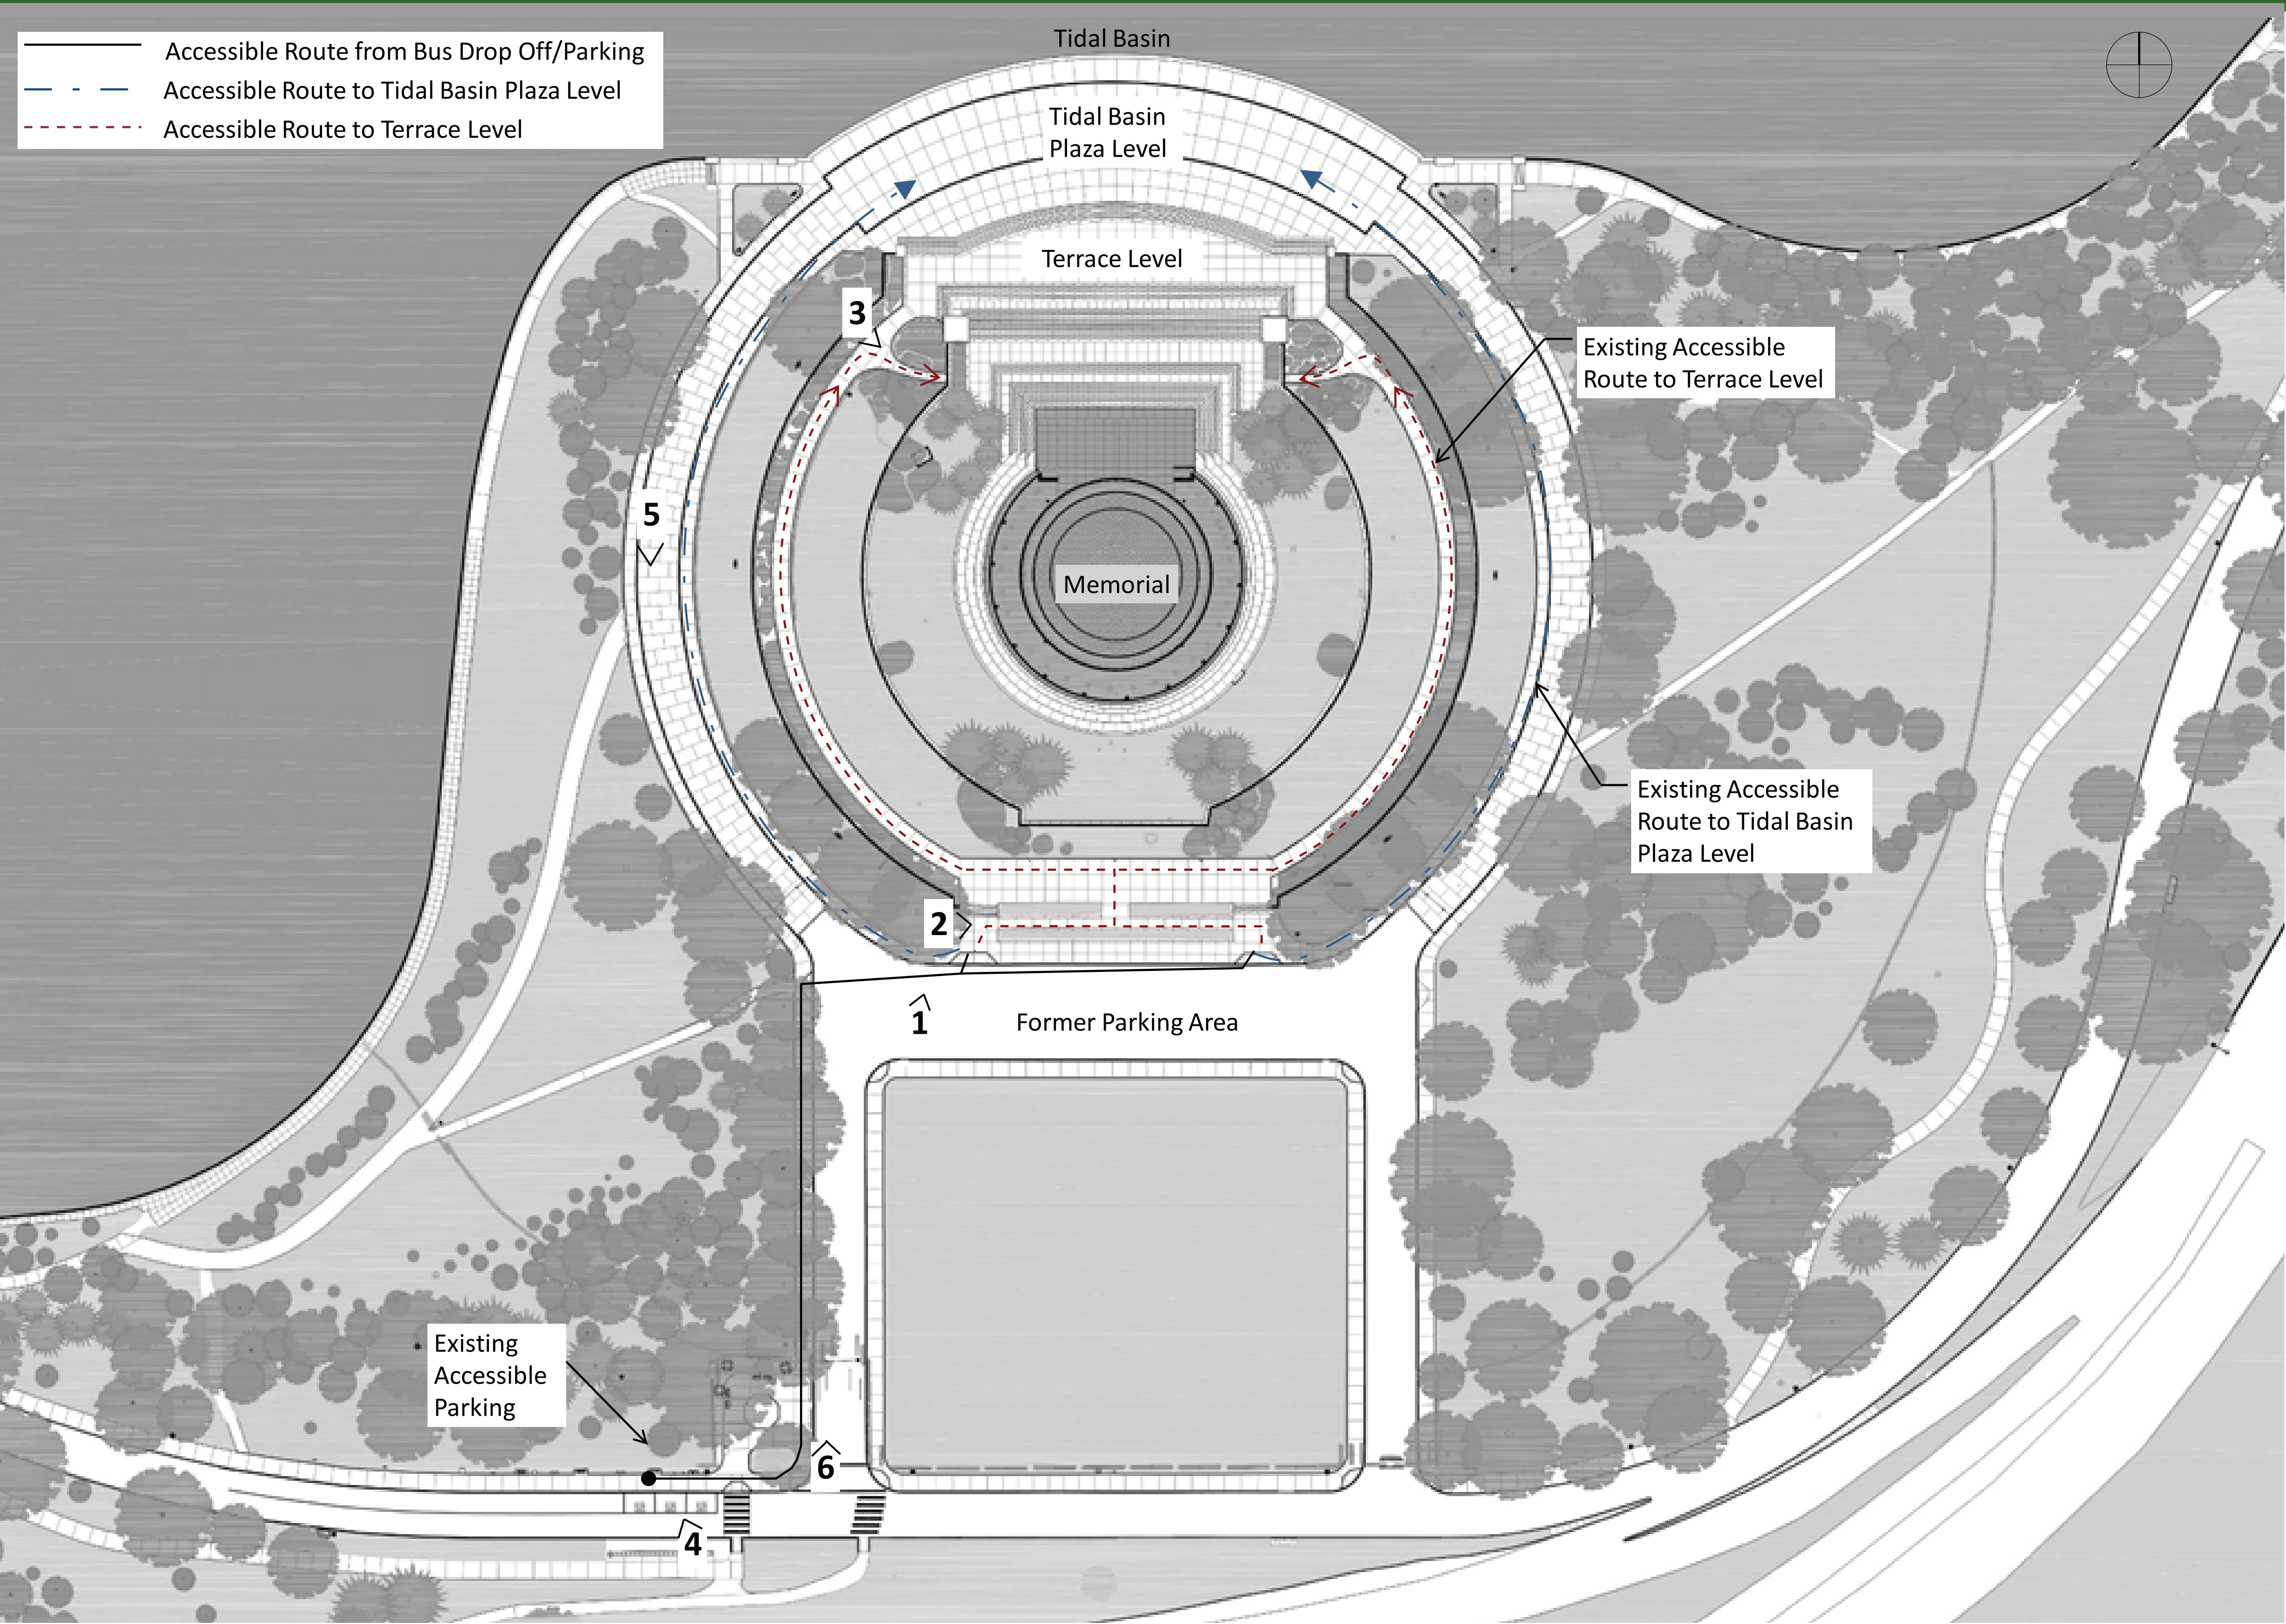 Accessible Route from Bus Drop Off/Parking
Accessible Route to Tidal Basin Plaza Level
Accessible Route to Terrace Level
Tidal Basin
Tidal Basin
Plaza Level
Terrace Level
3
Existing Accessible
Route to Terrace Level
5
Memorial
Existing Accessible
Route to Tidal Basin
Plaza Level
2
1
Former Parking Area
Existing
Accessible
Parking
6
4